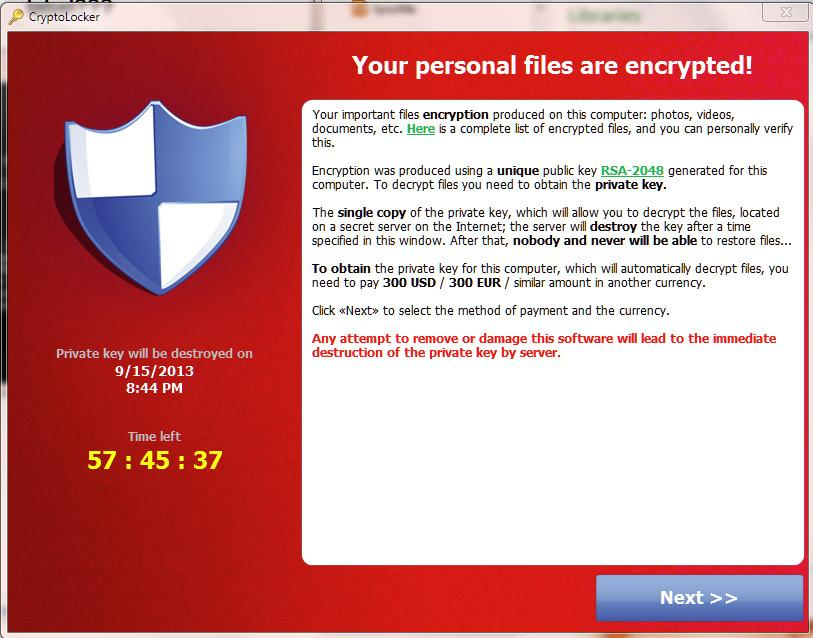 CryptoLocker
Libraries
Your personal files are encrypted!
Your important files encryption produced on this computer: photos, videos,
documents, etc. Here is a complete list of encrypted files, and you can personally verify
this.
Encryption was produced using a unique public key RSA-2048 generated for this
computer. To decrypt files you need to obtain the private key.
The single copy of the private key, which will allow you to decrypt the files, located
on a secret server on the Internet; the server will destroy the key after a time
specified in this window. After that, nobody and never will be able to restore files...
To obtain the private key for this computer, which will automatically decrypt files, you
need to pay 300 USD / 300 EUR / similar amount in another currency.
Click «Next» to select the method of payment and the currency.
Any attempt to remove or damage this software will lead to the immediate
destruction of the private key by server.
Private key will be destroyed on
9/15/2013
8:44 PM
Time left
57 : 45 : 37
Next >>